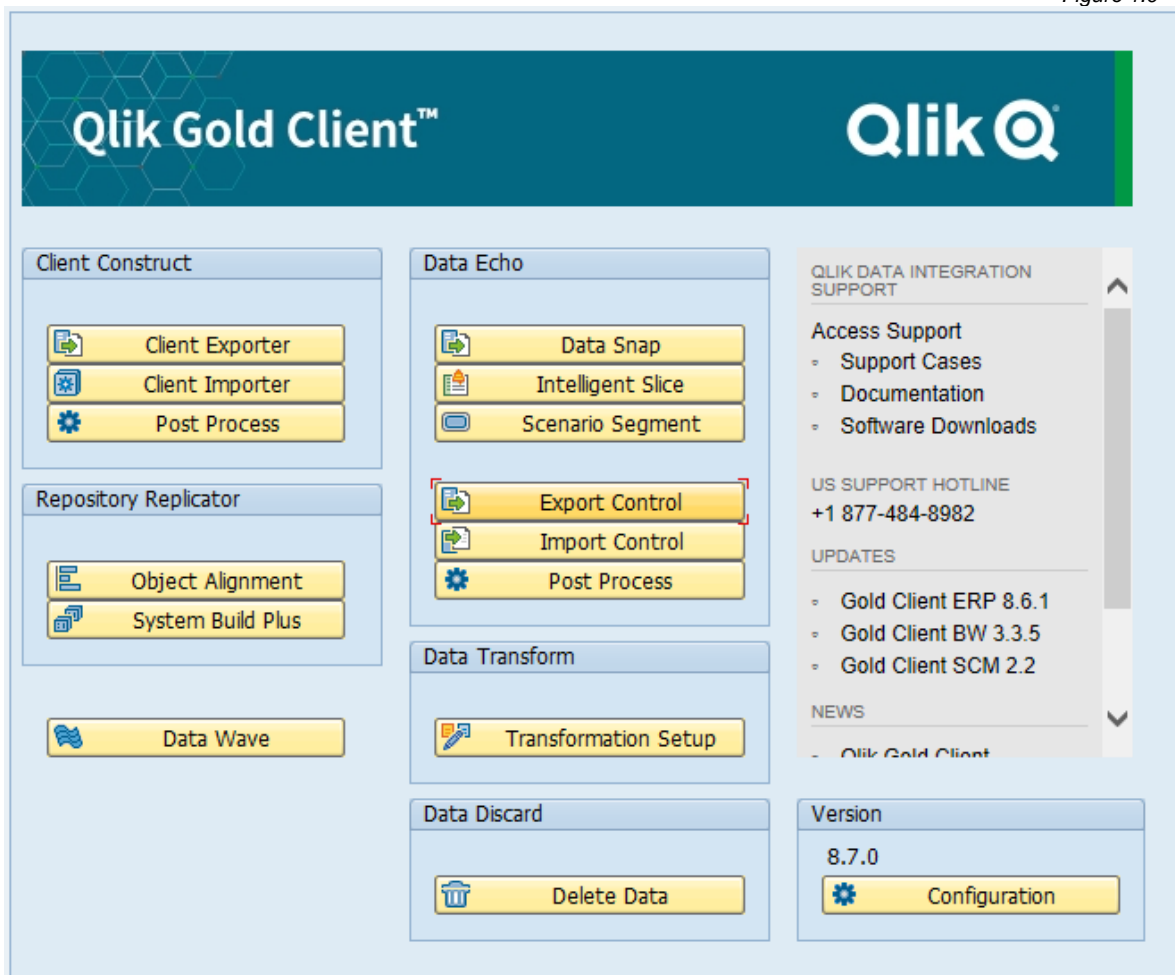 Qlik Gold Client™
Qlik
Client Construct
Client Exporter
Client Importer
Post Process
Repository Replicator
Object Alignment
System Build Plus
Data Wave
Data Echo
Data Snap
Intelligent Slice
Scenario Segment
Export Control
Import Control
Post Process
Data Transform
Transformation Setup
Data Discard
Delete Data
QLIK DATA INTEGRATION
SUPPORT
Access Support
Support Cases
Documentation
Software Downloads
US SUPPORT HOTLINE
+1 877-484-8982
UPDATES
Gold Client ERP 8.6.1
Gold Client BW 3.3.5
Gold Client SCM 2.2
NEWS
Qlik Gold Client
Version
8.7.0
Configuration